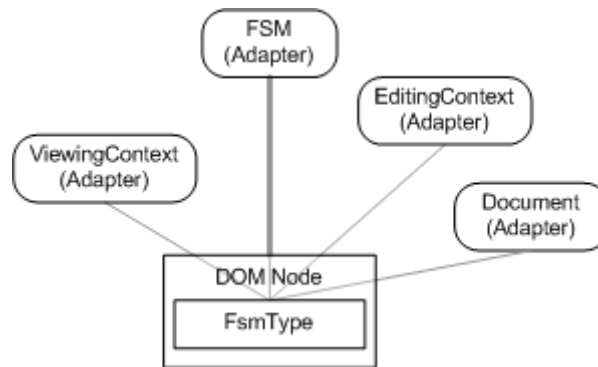 FSM
(Adapter)
EditingContext
(Adapter)
ViewingContext
(Adapter)
Document
(Adapter)
DOM Node
FsmType